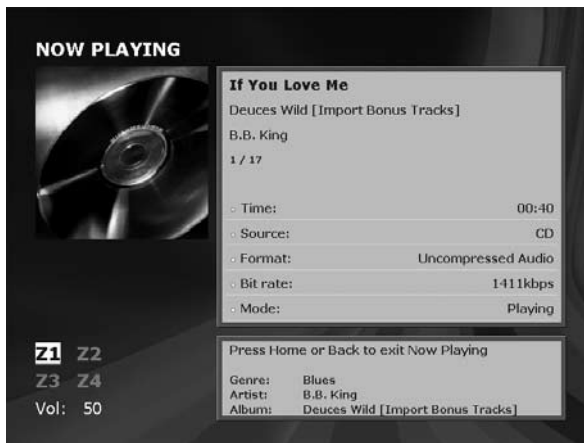 NOW PLAYING
If You Love Me
Deuces Wild [Import Bonus Tracks]
B.B. King
1 / 17
Time: 00:40
Source: CD
Format: Uncompressed Audio
Bit rate: 1411kbps
Mode: Playing
Z1 Z2
Z3 Z4
Vol: 50
Press Home or Back to exit Now Playing
Genre: Blues
Artist: B.B. King
Album: Deuces Wild [Import Bonus Tracks]